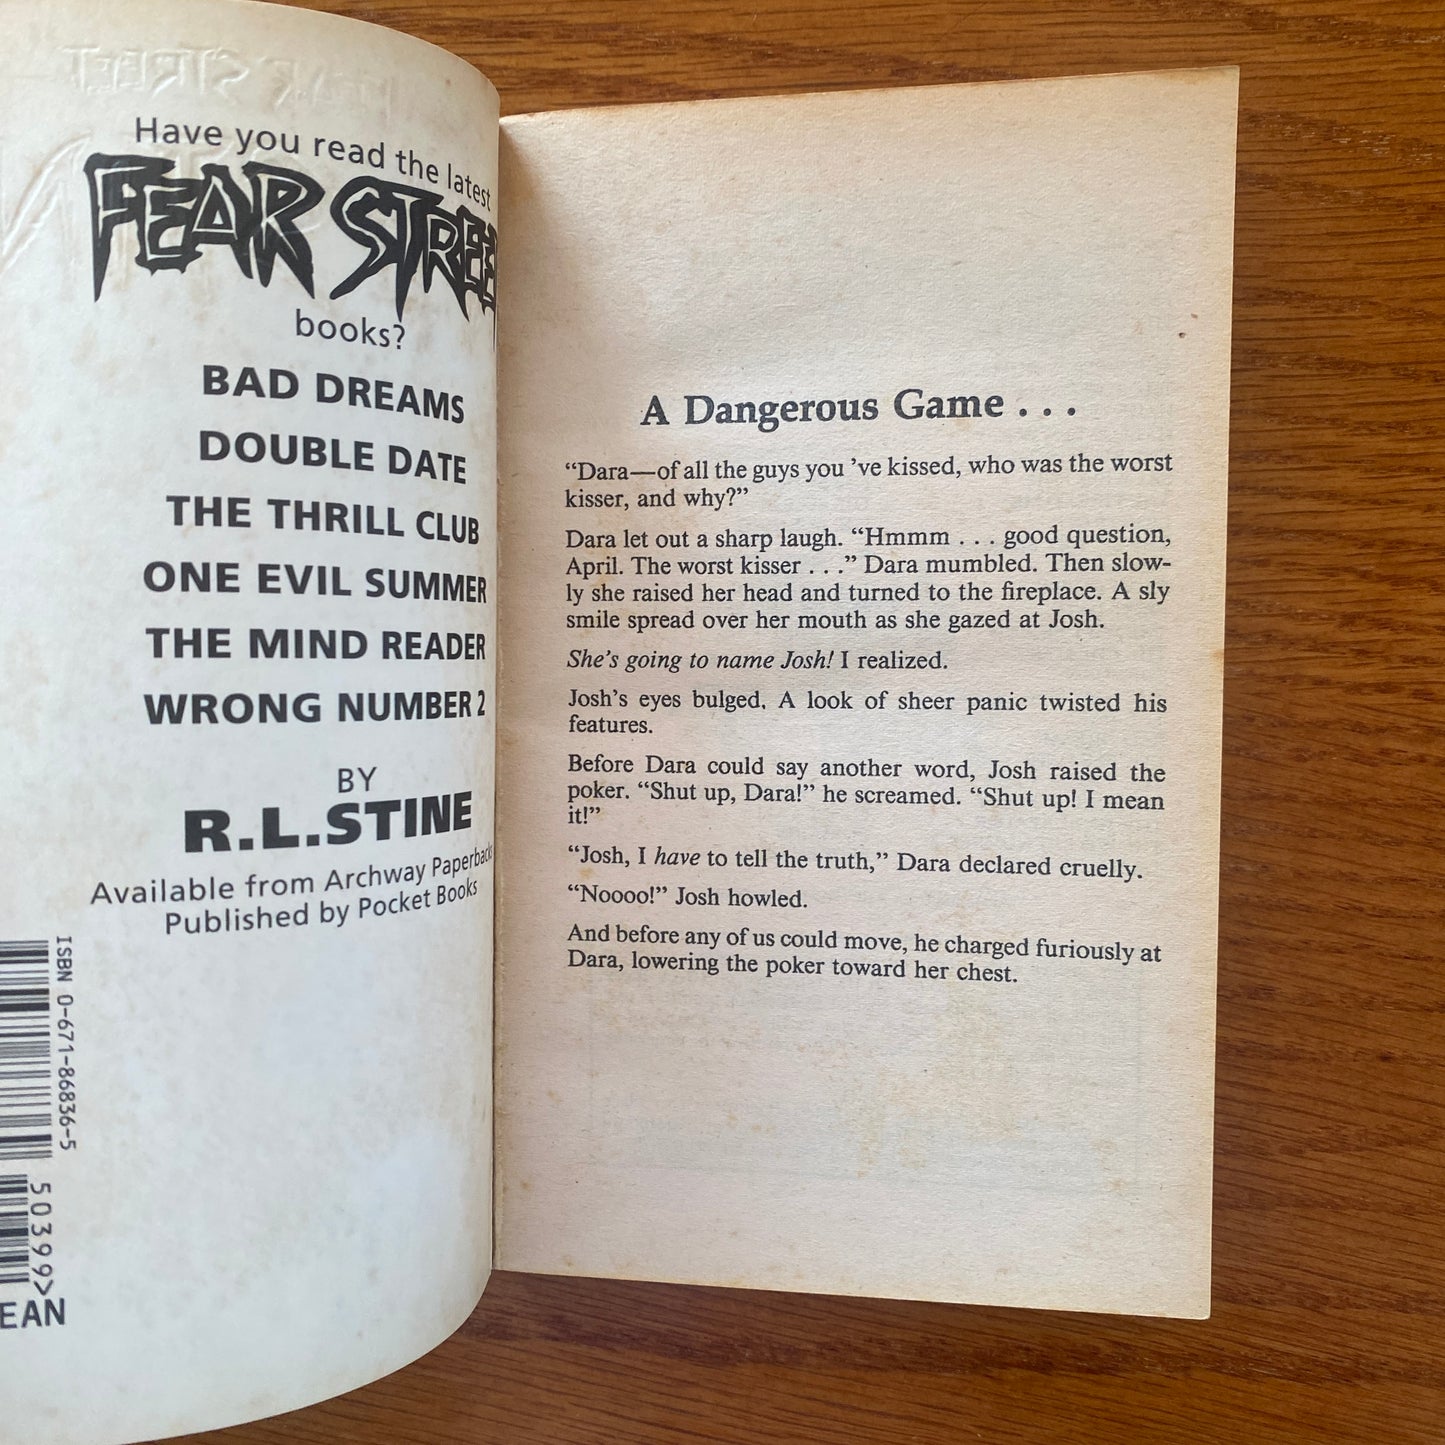 Have you read the latest
FEAR STREE
books?
BAD DREAMS
DOUBLE DATE
THE THRILL CLUB
ONE EVIL SUMMER
THE MIND READER
WRONG NUMBER 2
BY
R.L.STINE
Available from Archway Paperbacks
Published by Pocket Books
ISBN 0-671-86836-5
50399>
EAN
A Dangerous Game . . .
“Dara—of all the guys you ’ve kissed, who was the worst
kisser, and why?”
Dara let out a sharp laugh. “Hmmm . . . good question,
April. The worst kisser . . .” Dara mumbled. Then slow-
ly she raised her head and turned to the fireplace. A sly
smile spread over her mouth as she gazed at Josh.
She’s going to name Josh! I realized.
Josh’s eyes bulged. A look of sheer panic twisted his
features.
Before Dara could say another word, Josh raised the
poker. “Shut up, Dara!” he screamed. “Shut up! I mean
it!”
“Josh, I have to tell the truth,” Dara declared cruelly.
“Noooo!” Josh howled.
And before any of us could move, he charged furiously at
Dara, lowering the poker toward her chest.